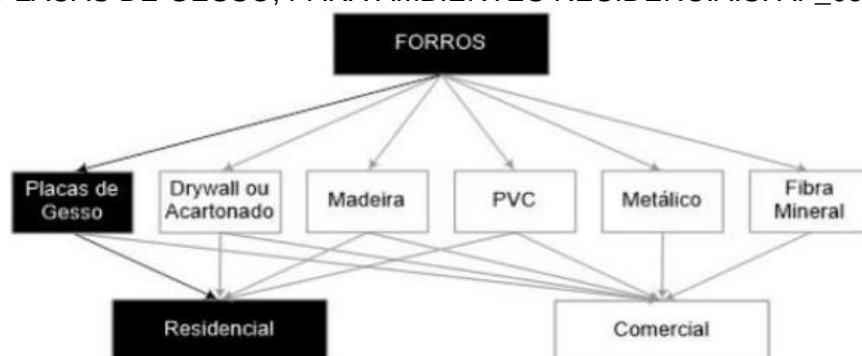 FORROS
Placas de
Gesso
Drywall ou
Acartonado
Madeira
PVC
Metálico
Fibra
Mineral
Residencial
Comercial